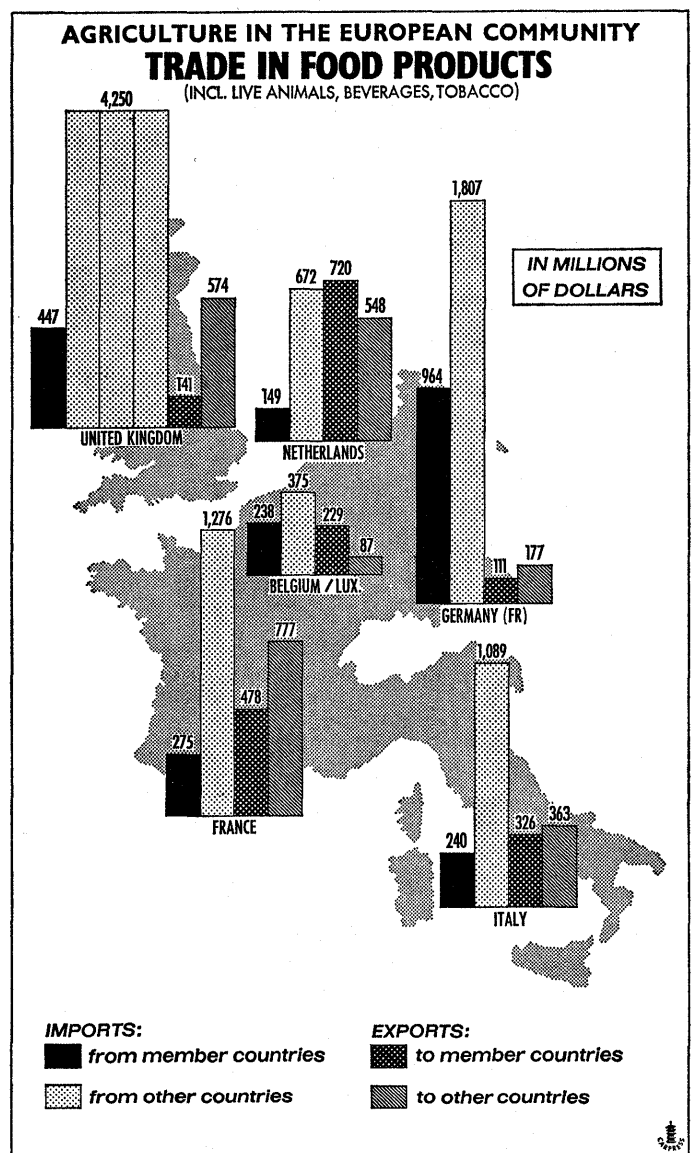 AGRICULTURE IN THE EUROPEAN COMMUNITY
TRADE IN FOOD PRODUCTS
(INCL. LIVE ANIMALS, BEVERAGES, TOBACCO)
4,250
1,807
IN MILLIONS
OF DOLLARS
447
141
574
UNITED KINGDOM
149
672
720
548
NETHERLANDS
964
111
177
GERMANY (FR)
238
375
229
87
BELGIUM / LUX.
275
1,276
478
777
FRANCE
240
1,089
326
363
ITALY
IMPORTS:
from member countries
from other countries
EXPORTS:
to member countries
to other countries
CARPRESS